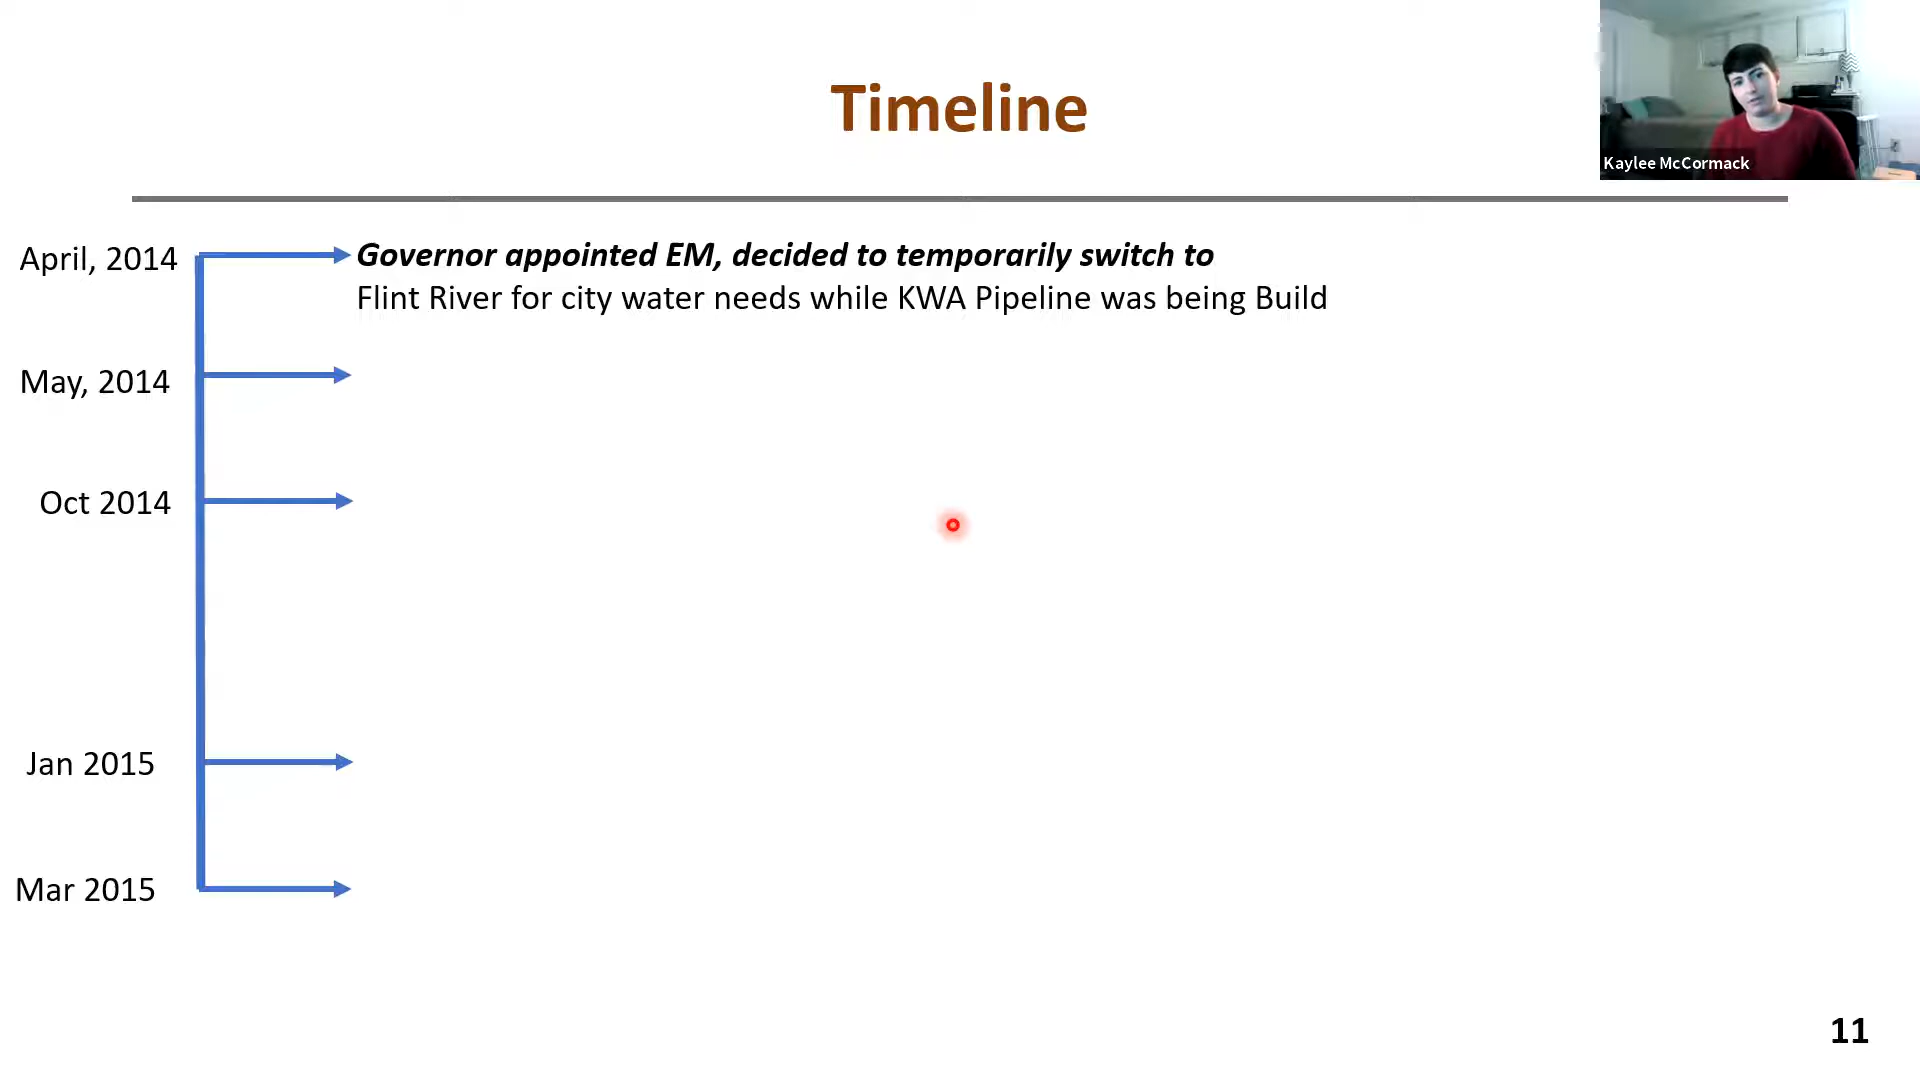 Timeline
Kaylee McCormack
April, 2014
Governor appointed EM, decided to temporarily switch to
Flint River for city water needs while KWA Pipeline was being Build
May, 2014
Oct 2014
Jan 2015
Mar 2015
11